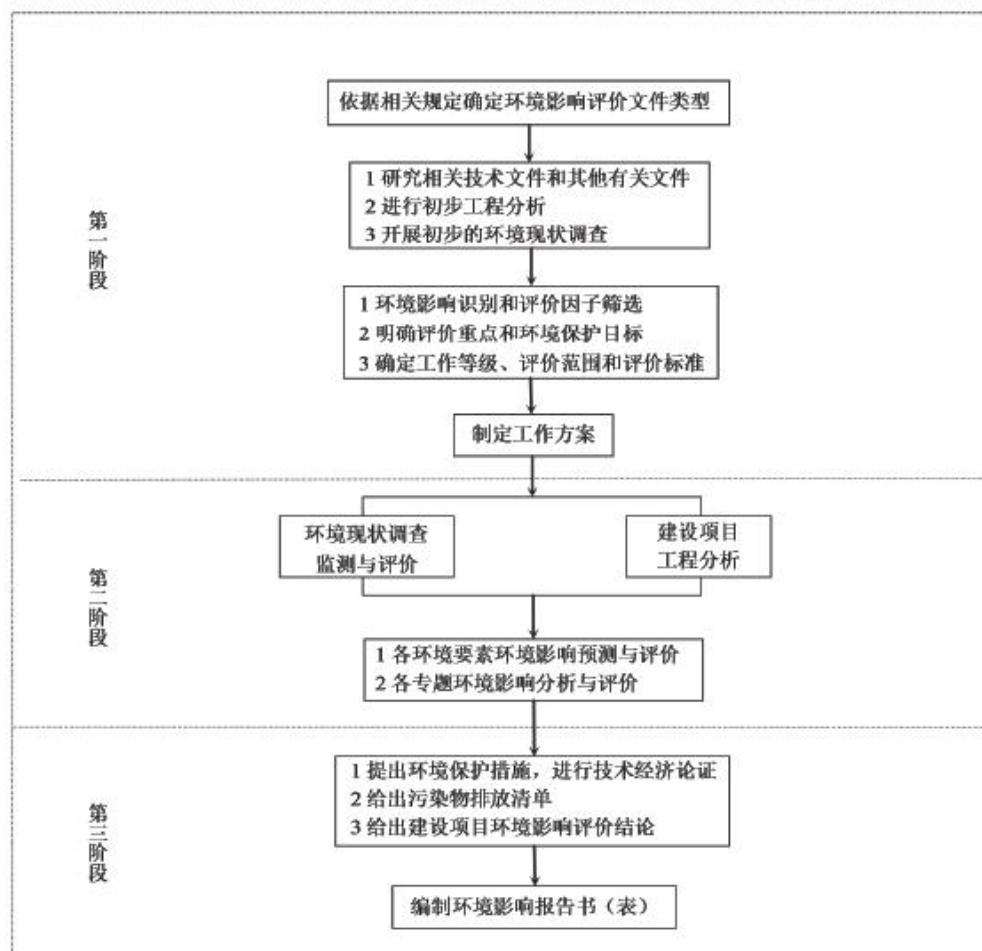 依据相关规定确定环境影响评价文件类型
1 研究相关技术文件和其他有关文件
2 进行初步工程分析
3 开展初步的环境现状调查
第一阶段
1 环境影响识别和评价因子筛选
2 明确评价重点和环境保护目标
3 确定工作等级、评价范围和评价标准
制定工作方案
环境现状调查
监测与评价
建设项目
工程分析
第二阶段
1 各环境要素环境影响预测与评价
2 各专题环境影响分析与评价
1 提出环境保护措施，进行技术经济论证
2 给出污染物排放清单
3 给出建设项目环境影响评价结论
第三阶段
编制环境影响报告书（表）